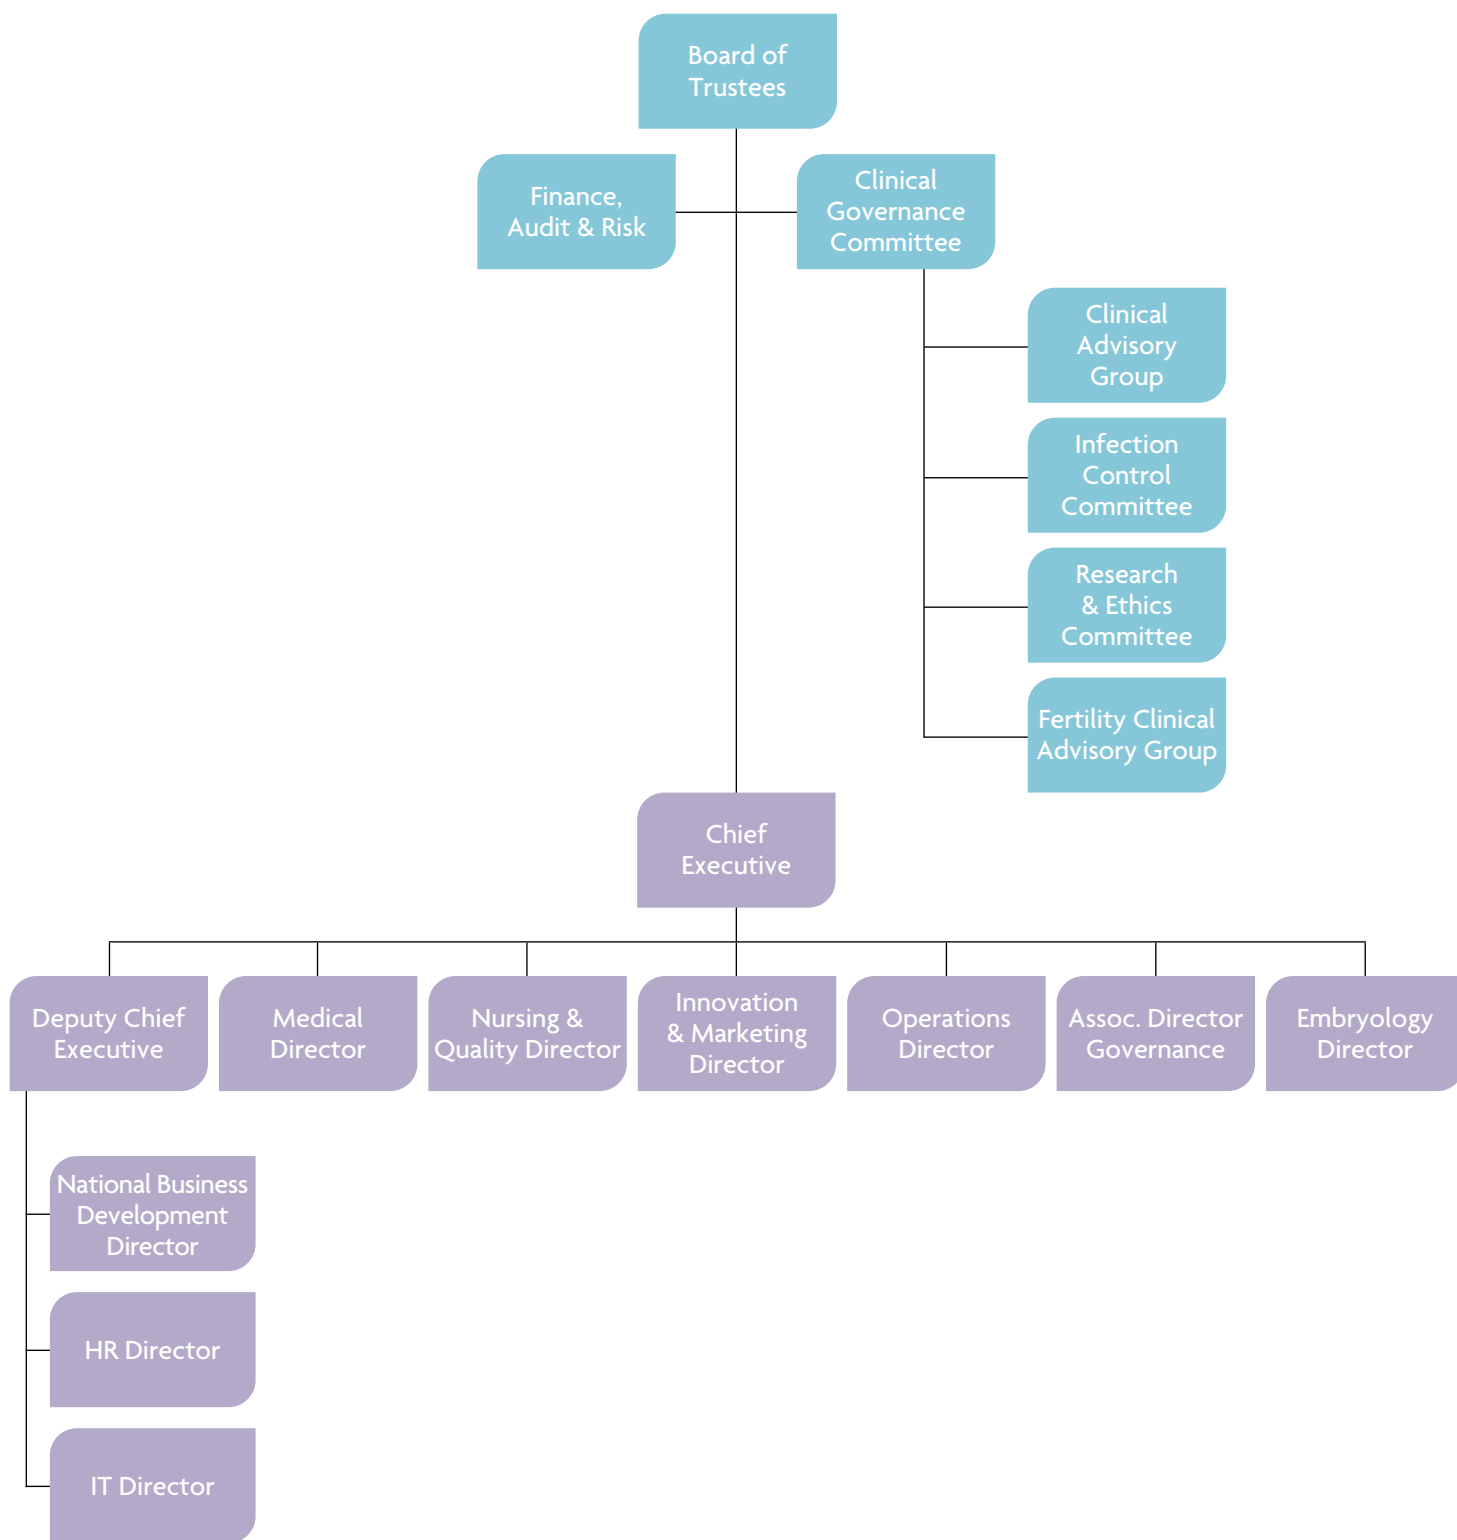 Board of
Trustees
Finance,
Audit & Risk
Clinical
Governance
Committee
Clinical
Advisory
Group
Infection
Control
Committee
Research
& Ethics
Committee
Fertility Clinical
Advisory Group
Chief
Executive
Deputy Chief
Executive
Medical
Director
Nursing &
Quality Director
Innovation
& Marketing
Director
Operations
Director
Assoc. Director
Governance
Embryology
Director
National Business
Development
Director
HR Director
IT Director